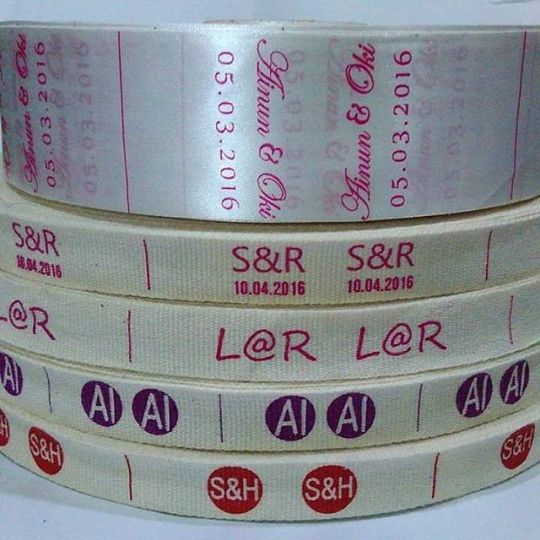 Ainun & Oki
05.03.2016
05.03.2016
Ainun & Oki
Ainun & Oki
05.03.2016
S&R
10.04.2016
S&R
10.04.2016
S&R
10.04.2016
L@R
L@R
L@R
AI
AI
AI
AI
AI
AI
AI
S&H
S&H
S&H
S&H